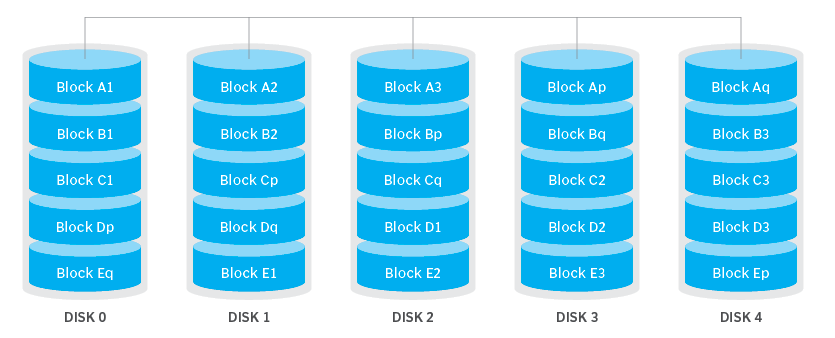 Block A1 Block A2 Block A3 Block Ap Block Aq
Block B1 Block B2 Block Bp Block Bq Block B3
Block C1 Block Cp Block Cq Block C2 Block C3
Block Dp Block Dq Block D1 Block D2 Block D3
Block Eq Block E1 Block E2 Block E3 Block Ep
DISK 0 DISK 1 DISK 2 DISK 3 DISK 4